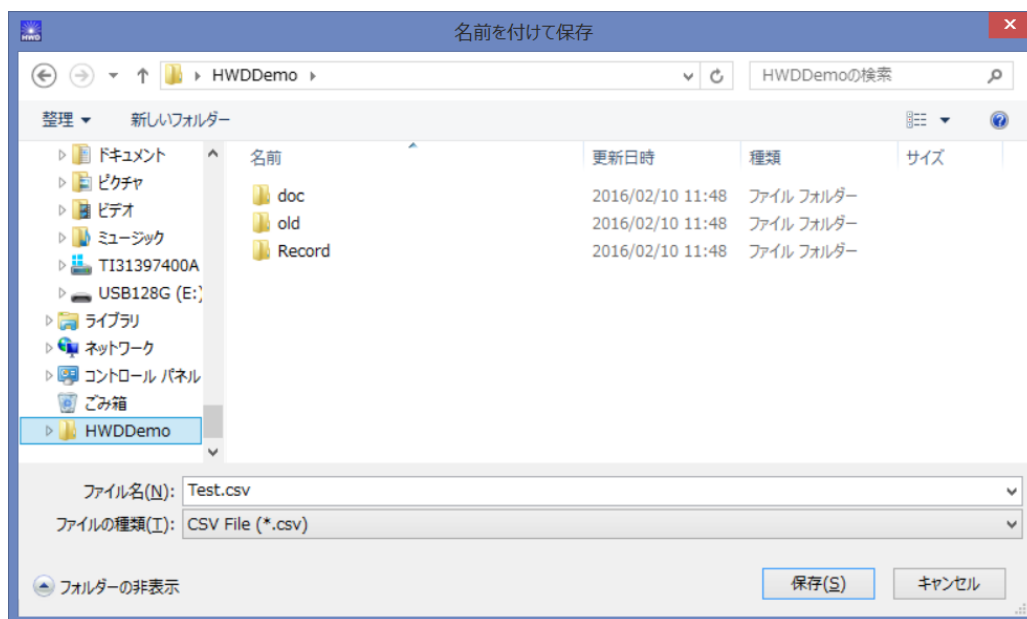 HWD
名前を付けて保存
HWDDemo
HWDDemoの検索
整理 新しいフォルダー
名前 更新日時 種類 サイズ
ドキュメント
ピクチャ
ビデオ
ミュージック
TI31397400A
USB128G (E:)
ライブラリ
ネットワーク
コントロール パネル
ごみ箱
HWDDemo
doc 2016/02/10 11:48 ファイル フォルダー
old 2016/02/10 11:48 ファイル フォルダー
Record 2016/02/10 11:48 ファイル フォルダー
ファイル名(N): Test.csv
ファイルの種類(T): CSV File (*.csv)
フォルダーの非表示 保存(S) キャンセル